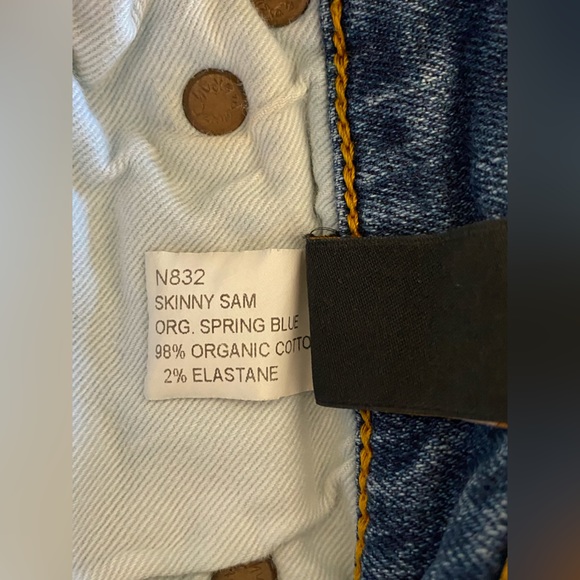 N832
SKINNY SAM
ORG. SPRING BLUE
98% ORGANIC COTTO
2% ELASTANE